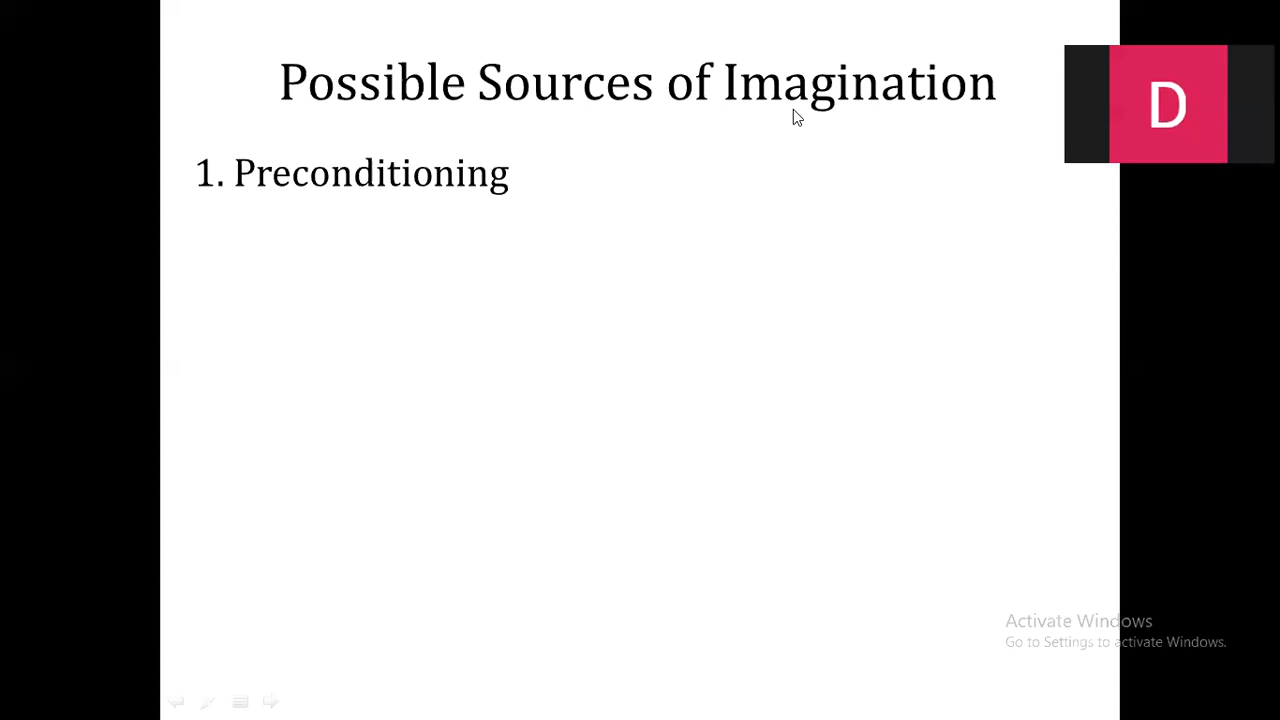 Possible Sources of Imagination
D
1. Preconditioning
Activate Windows
Go to Settings to activate Windows.